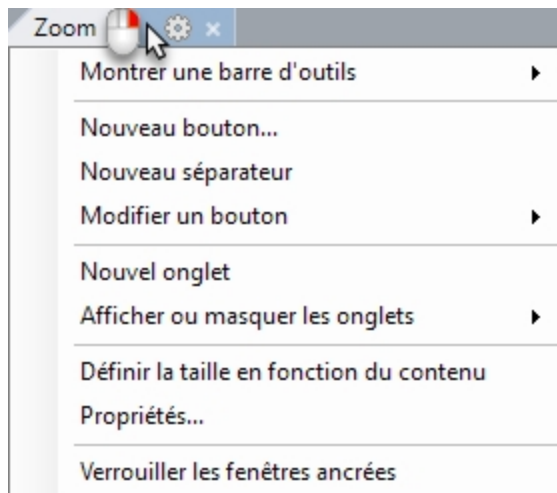 Zoom
Montrer une barre d'outils
Nouveau bouton...
Nouveau séparateur
Modifier un bouton
Nouvel onglet
Afficher ou masquer les onglets
Définir la taille en fonction du contenu
Propriétés...
Verrouiller les fenêtres ancrées